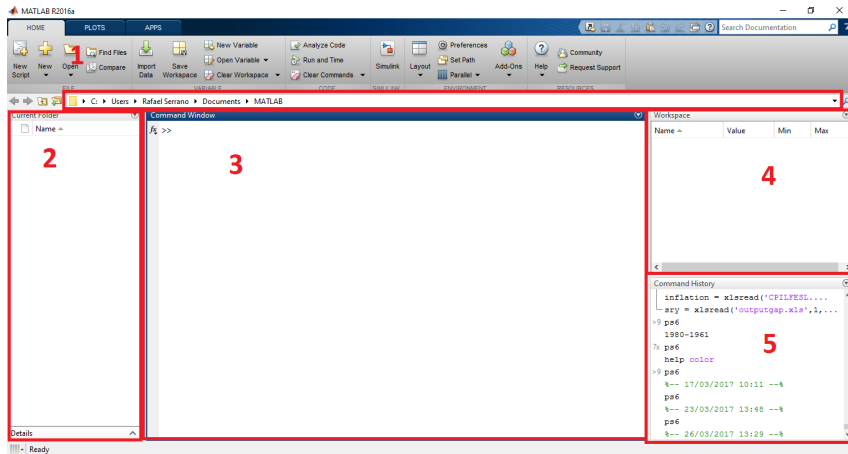 MATLAB R2016a
HOME PLOTS APPS Search Documentation
New Script New Open Find Files Compare Import Data Save Workspace New Variable Open Variable Clear Workspace Analyze Code Run and Time Clear Commands Simulink Layout Preferences Set Path Parallel Add-Ons Help Community Request Support
FILE VARIABLE CODE SIMULINK ENVIRONMENT RESOURCES
1
C: Users Rafael Serrano Documents MATLAB
Current Folder
Name
2
Details
Command Window
fx >>
3
Workspace
Name Value Min Max
4
Command History
inflation = xlsread('CPILFESL....
sry = xlsread('outputgap.xls',1,...
>9 ps6
1980-1961
7x ps6
help color
>9 ps6
%-- 17/03/2017 10:11 --%
ps6
%-- 23/03/2017 13:48 --%
ps6
%-- 26/03/2017 13:29 --%
5
Ready